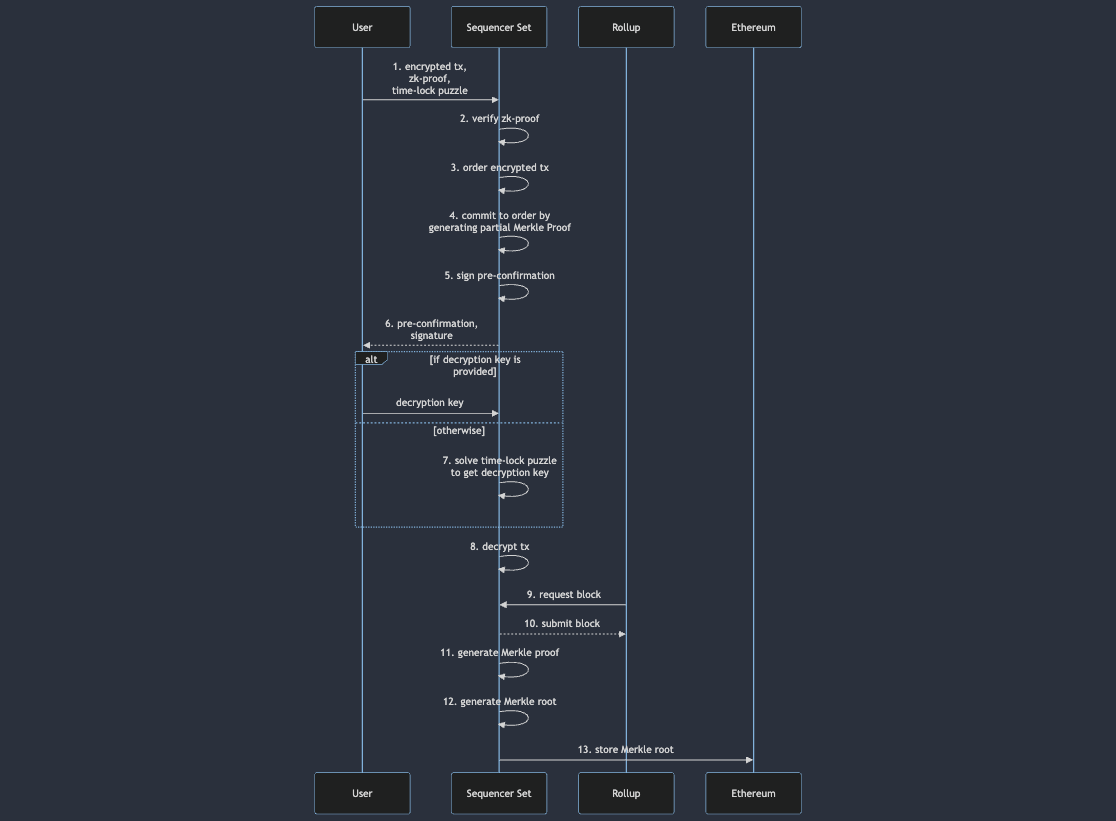 User
Sequencer Set
Rollup
Ethereum
1. encrypted tx,
zk-proof,
time-lock puzzle
2. verify zk-proof
3. order encrypted tx
4. commit to order by
generating partial Merkle Proof
5. sign pre-confirmation
6. pre-confirmation,
signature
alt
[if decryption key is
provided]
decryption key
[otherwise]
7. solve time-lock puzzle
to get decryption key
8. decrypt tx
9. request block
10. submit block
11. generate Merkle proof
12. generate Merkle root
13. store Merkle root
User
Sequencer Set
Rollup
Ethereum